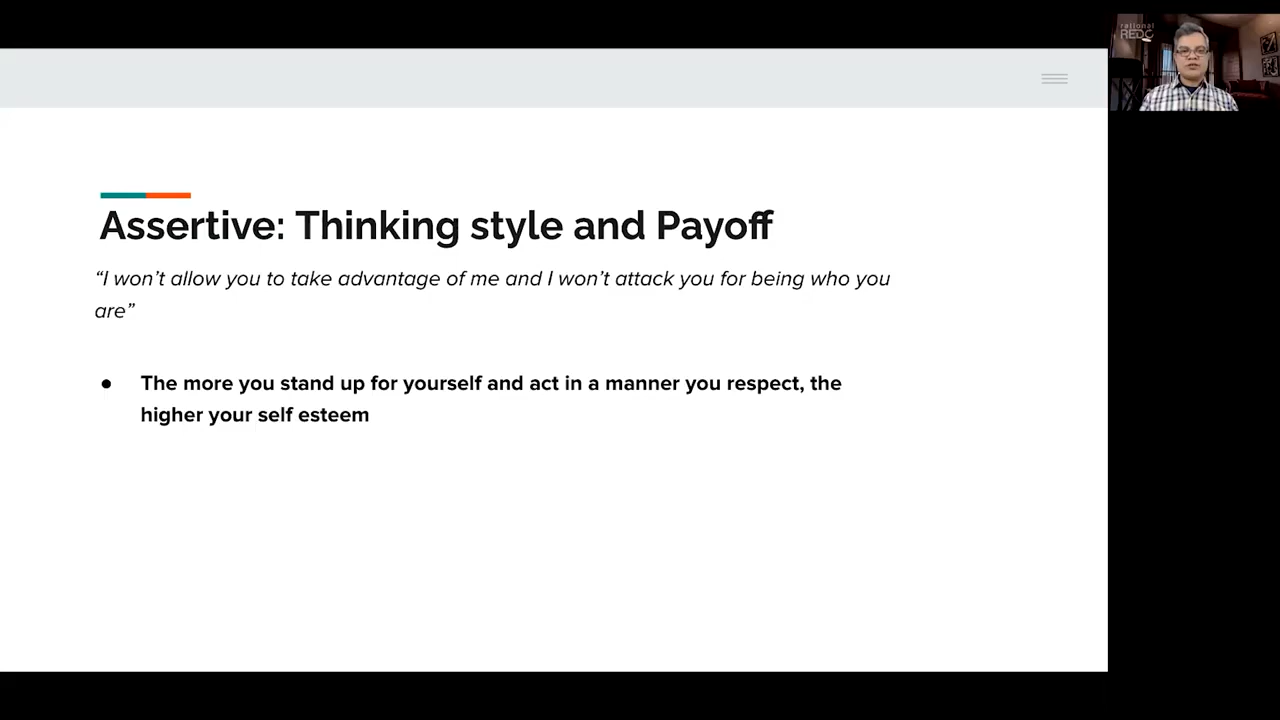 rational
REDC
Assertive: Thinking style and Payoff
“I won’t allow you to take advantage of me and I won’t attack you for being who you
are”
● The more you stand up for yourself and act in a manner you respect, the
higher your self esteem